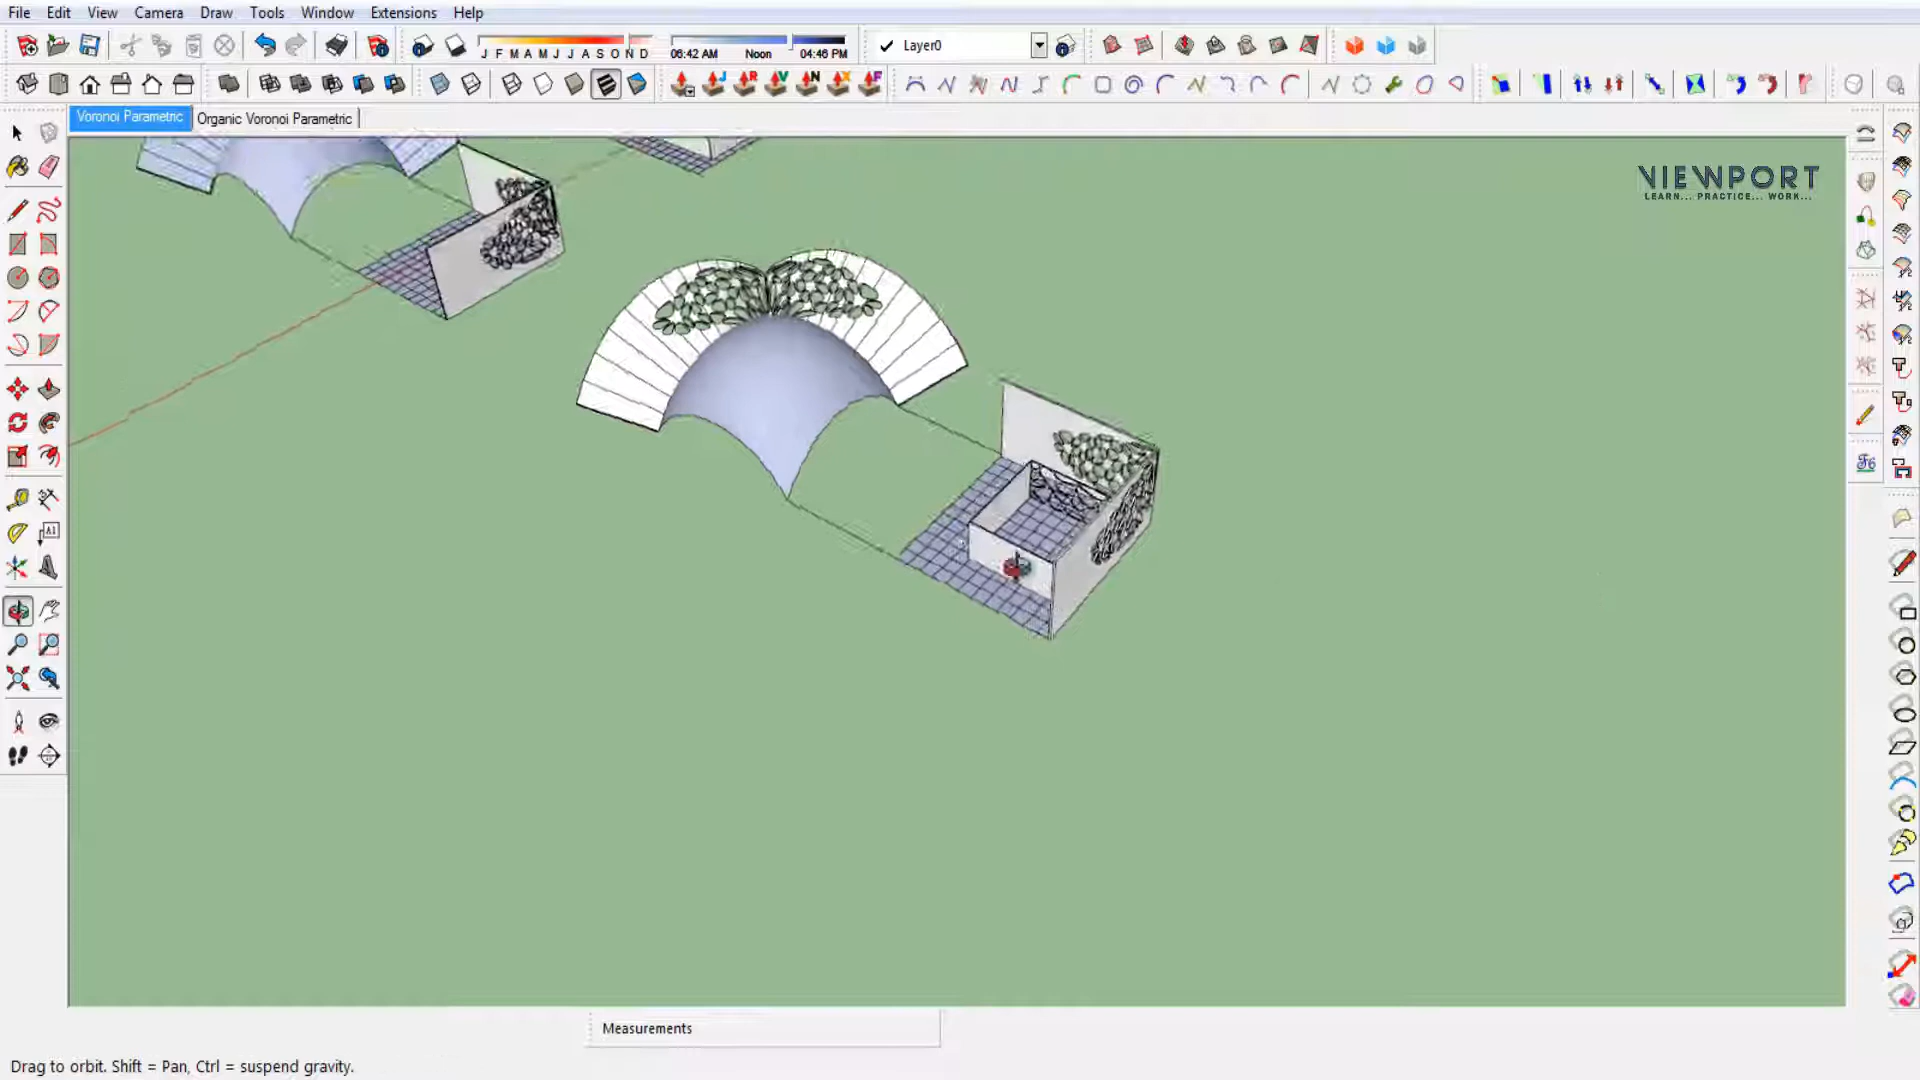 File Edit View Camera Draw Tools Window Extensions Help
J F M A M J J A S O N D
06:42 AM Noon 04:46 PM
Layer0
J R V N X F
Voronoi Parametric
Organic Voronoi Parametric
VIEWPORT
LEARN... PRACTICE... WORK...
A1
Measurements
Drag to orbit. Shift = Pan, Ctrl = suspend gravity.